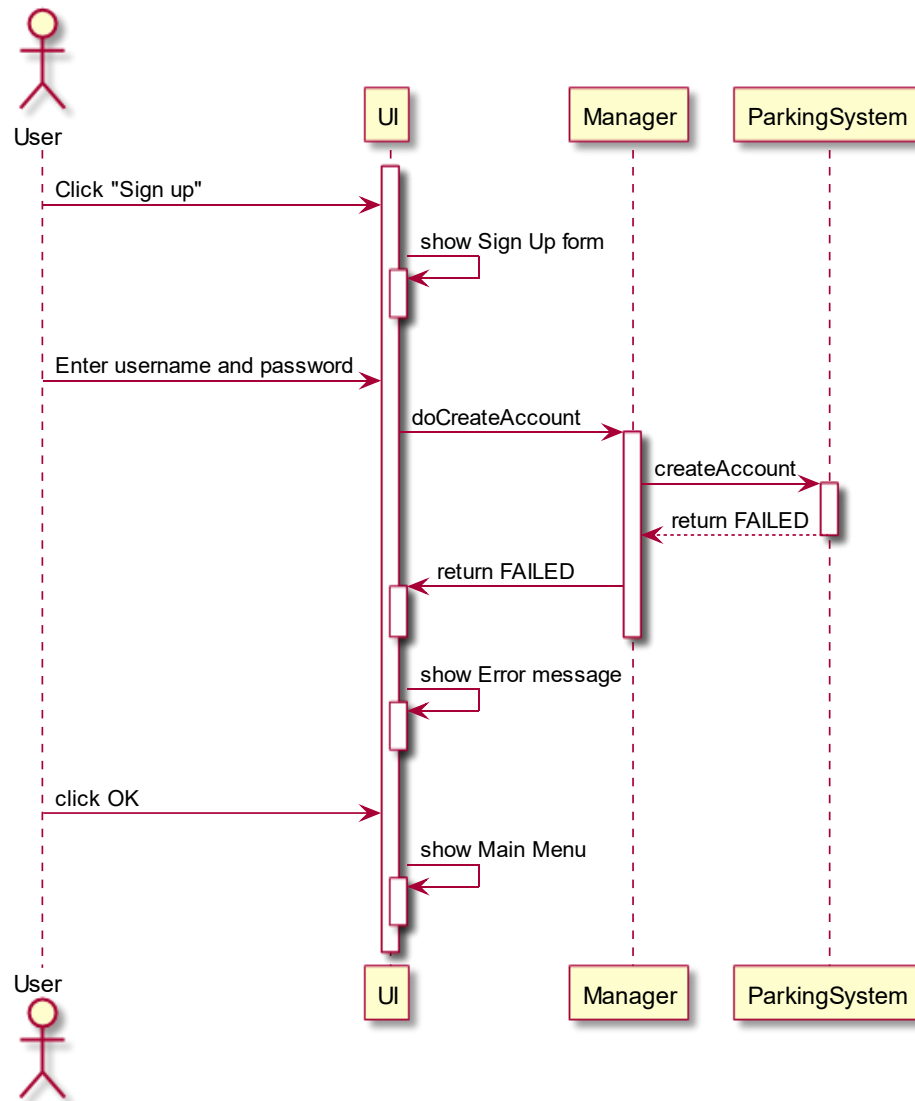 User
UI
Manager
ParkingSystem
Click "Sign up"
show Sign Up form
Enter username and password
doCreateAccount
createAccount
return FAILED
return FAILED
show Error message
click OK
show Main Menu
User
UI
Manager
ParkingSystem